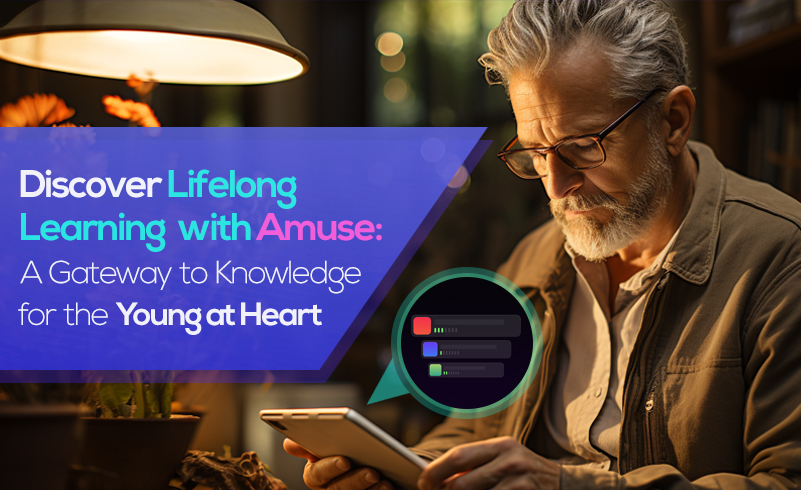 Discover Lifelong
Learning with Amuse:
A Gateway to Knowledge
for the Young at Heart